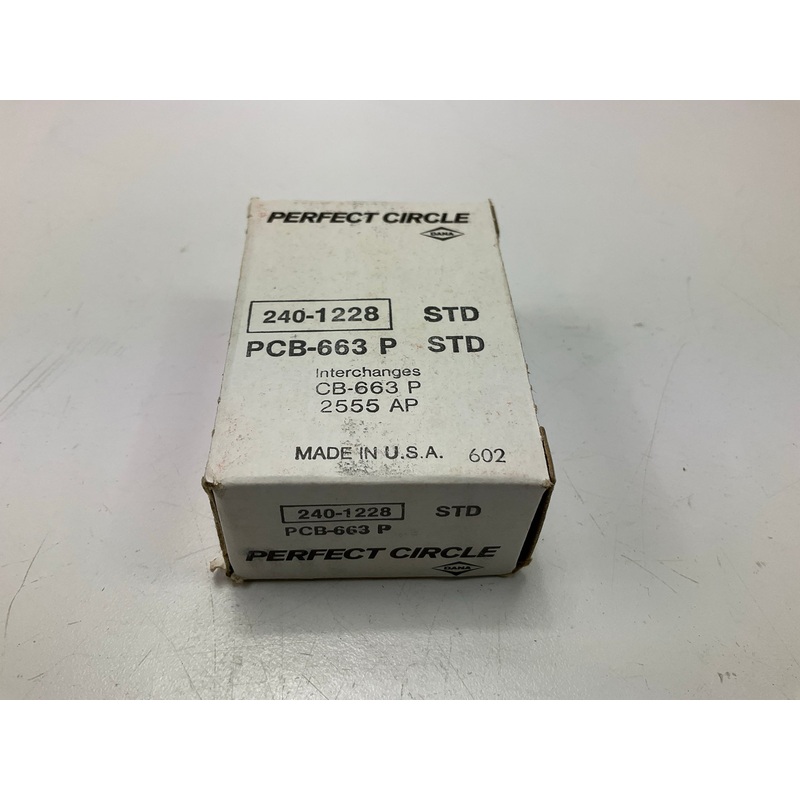 PERFECT CIRCLE
DANA
240-1228 STD
PCB-663 P STD
Interchanges
CB-663 P
2555 AP
MADE IN U.S.A. 602
240-1228 STD
PCB-663 P
PERFECT CIRCLE
DANA